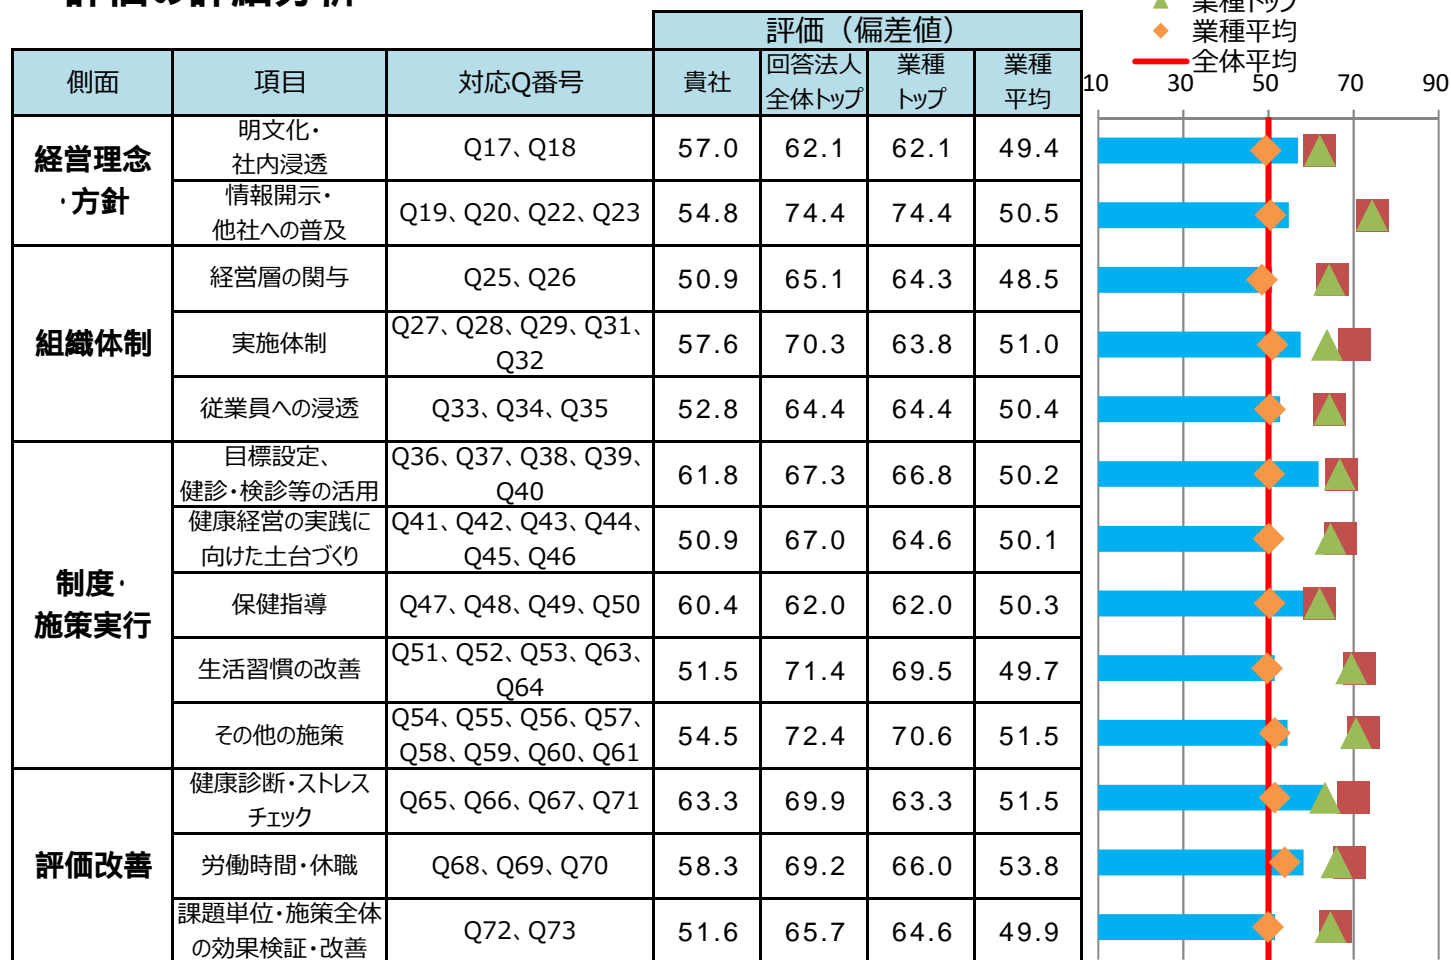 評価の詳細分析
業種トップ
業種平均
全体平均
評価（偏差値）
側面 項目 対応Q番号 貴社 回答法人全体トップ 業種トップ 業種平均
10 30 50 70 90
経営理念・方針
明文化・
社内浸透
Q17、Q18 57.0 62.1 62.1 49.4
情報開示・
他社への普及
Q19、Q20、Q22、Q23 54.8 74.4 74.4 50.5
組織体制
経営層の関与 Q25、Q26 50.9 65.1 64.3 48.5
実施体制 Q27、Q28、Q29、Q31、
Q32 57.6 70.3 63.8 51.0
従業員への浸透 Q33、Q34、Q35 52.8 64.4 64.4 50.4
制度・
施策実行
目標設定、
健診・検診等の活用
Q36、Q37、Q38、Q39、
Q40 61.8 67.3 66.8 50.2
健康経営の実践に
向けた土台づくり
Q41、Q42、Q43、Q44、
Q45、Q46 50.9 67.0 64.6 50.1
保健指導 Q47、Q48、Q49、Q50 60.4 62.0 62.0 50.3
生活習慣の改善 Q51、Q52、Q53、Q63、
Q64 51.5 71.4 69.5 49.7
その他の施策 Q54、Q55、Q56、Q57、
Q58、Q59、Q60、Q61 54.5 72.4 70.6 51.5
評価改善
健康診断・ストレス
チェック
Q65、Q66、Q67、Q71 63.3 69.9 63.3 51.5
労働時間・休職 Q68、Q69、Q70 58.3 69.2 66.0 53.8
課題単位・施策全体
の効果検証・改善
Q72、Q73 51.6 65.7 64.6 49.9